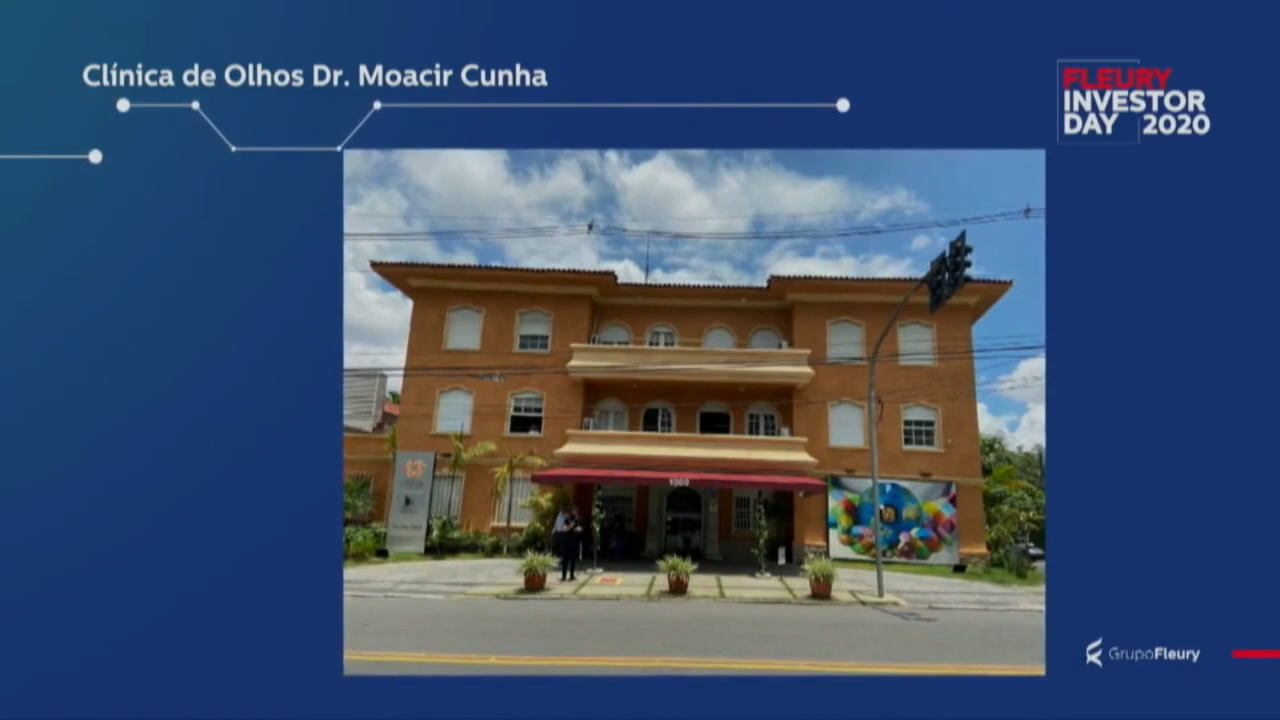 Clínica de Olhos Dr. Moacir Cunha
FLEURY
INVESTOR
DAY 2020
1000
GrupoFleury